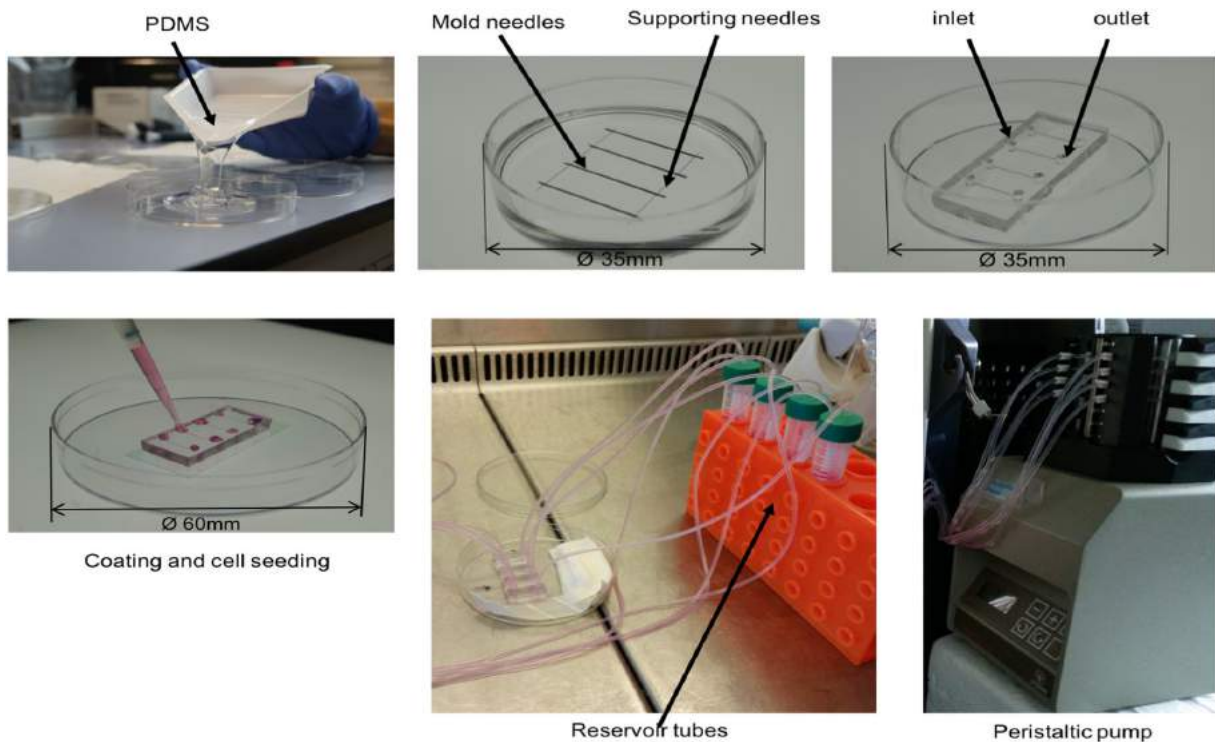 PDMS
Mold needles
Supporting needles
inlet
outlet
Ø 35mm
Ø 35mm
Ø 60mm
Coating and cell seeding
Reservoir tubes
Peristaltic pump